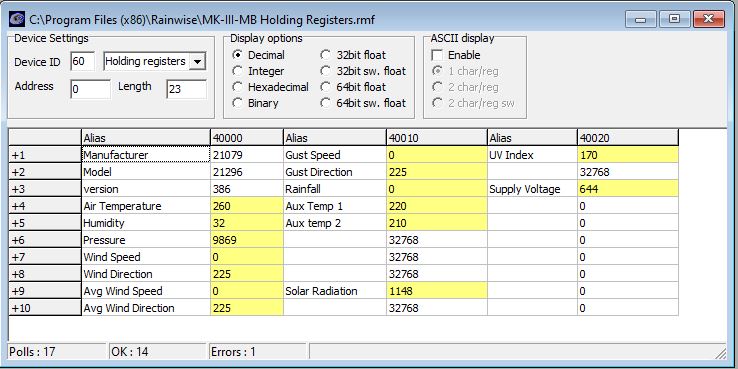 C:\Program Files (x86)\Rainwise\MK-III-MB Holding Registers.rmf
Device Settings
Device ID 60 Holding registers
Address 0 Length 23
Display options
Decimal 32bit float
Integer 32bit sw. float
Hexadecimal 64bit float
Binary 64bit sw. float
ASCII display
Enable
1 char/reg
2 char/reg
2 char/reg sw
Alias 40000 Alias 40010 Alias 40020
+1 Manufacturer 21079 Gust Speed 0 UV Index 170
+2 Model 21296 Gust Direction 225 32768
+3 version 386 Rainfall 0 Supply Voltage 644
+4 Air Temperature 260 Aux Temp 1 220 0
+5 Humidity 32 Aux temp 2 210 0
+6 Pressure 9869 32768 0
+7 Wind Speed 0 32768 0
+8 Wind Direction 225 32768 0
+9 Avg Wind Speed 0 Solar Radiation 1148 0
+10 Avg Wind Direction 225 32768 0
Polls : 17 OK : 14 Errors : 1